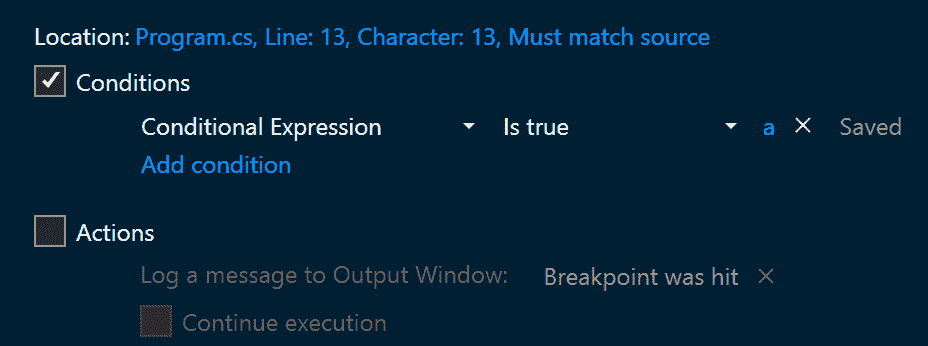 Location: Program.cs, Line: 13, Character: 13, Must match source
Conditions
Conditional Expression Is true a Saved
Add condition
Actions
Log a message to Output Window: Breakpoint was hit
Continue execution